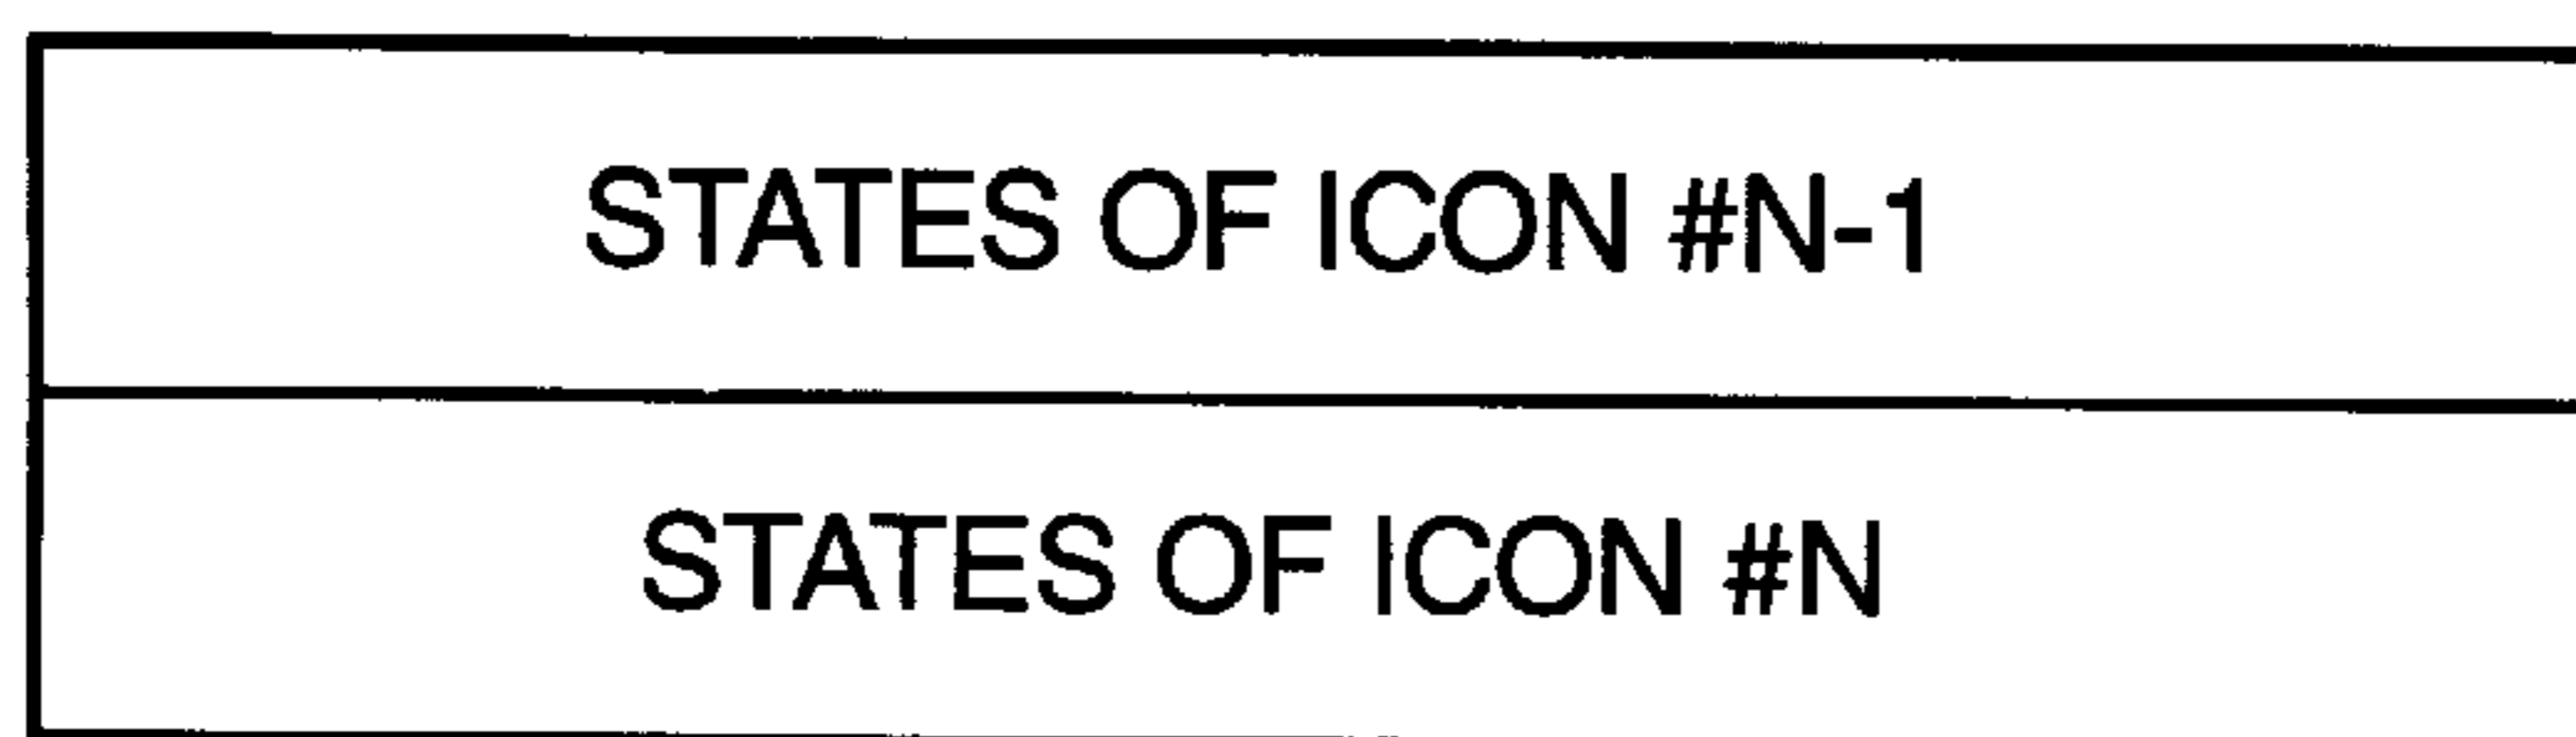 STATES OF ICON #N-1
STATES OF ICON #N